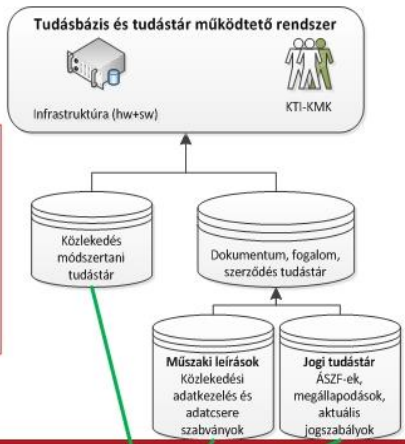 Tudásbázis és tudástár működtető rendszer
Infrastruktúra (hw+sw)
KTI-KMK
Közlekedés
módszertani
tudástár
Dokumentum, fogalom,
szerződés tudástár
Műszaki leírások
Közlekedési
adatkezelés és
adatcsere
szabványok
Jogi tudástár
ÁSZF-ek,
megállapodások,
aktuális
jogszabályok